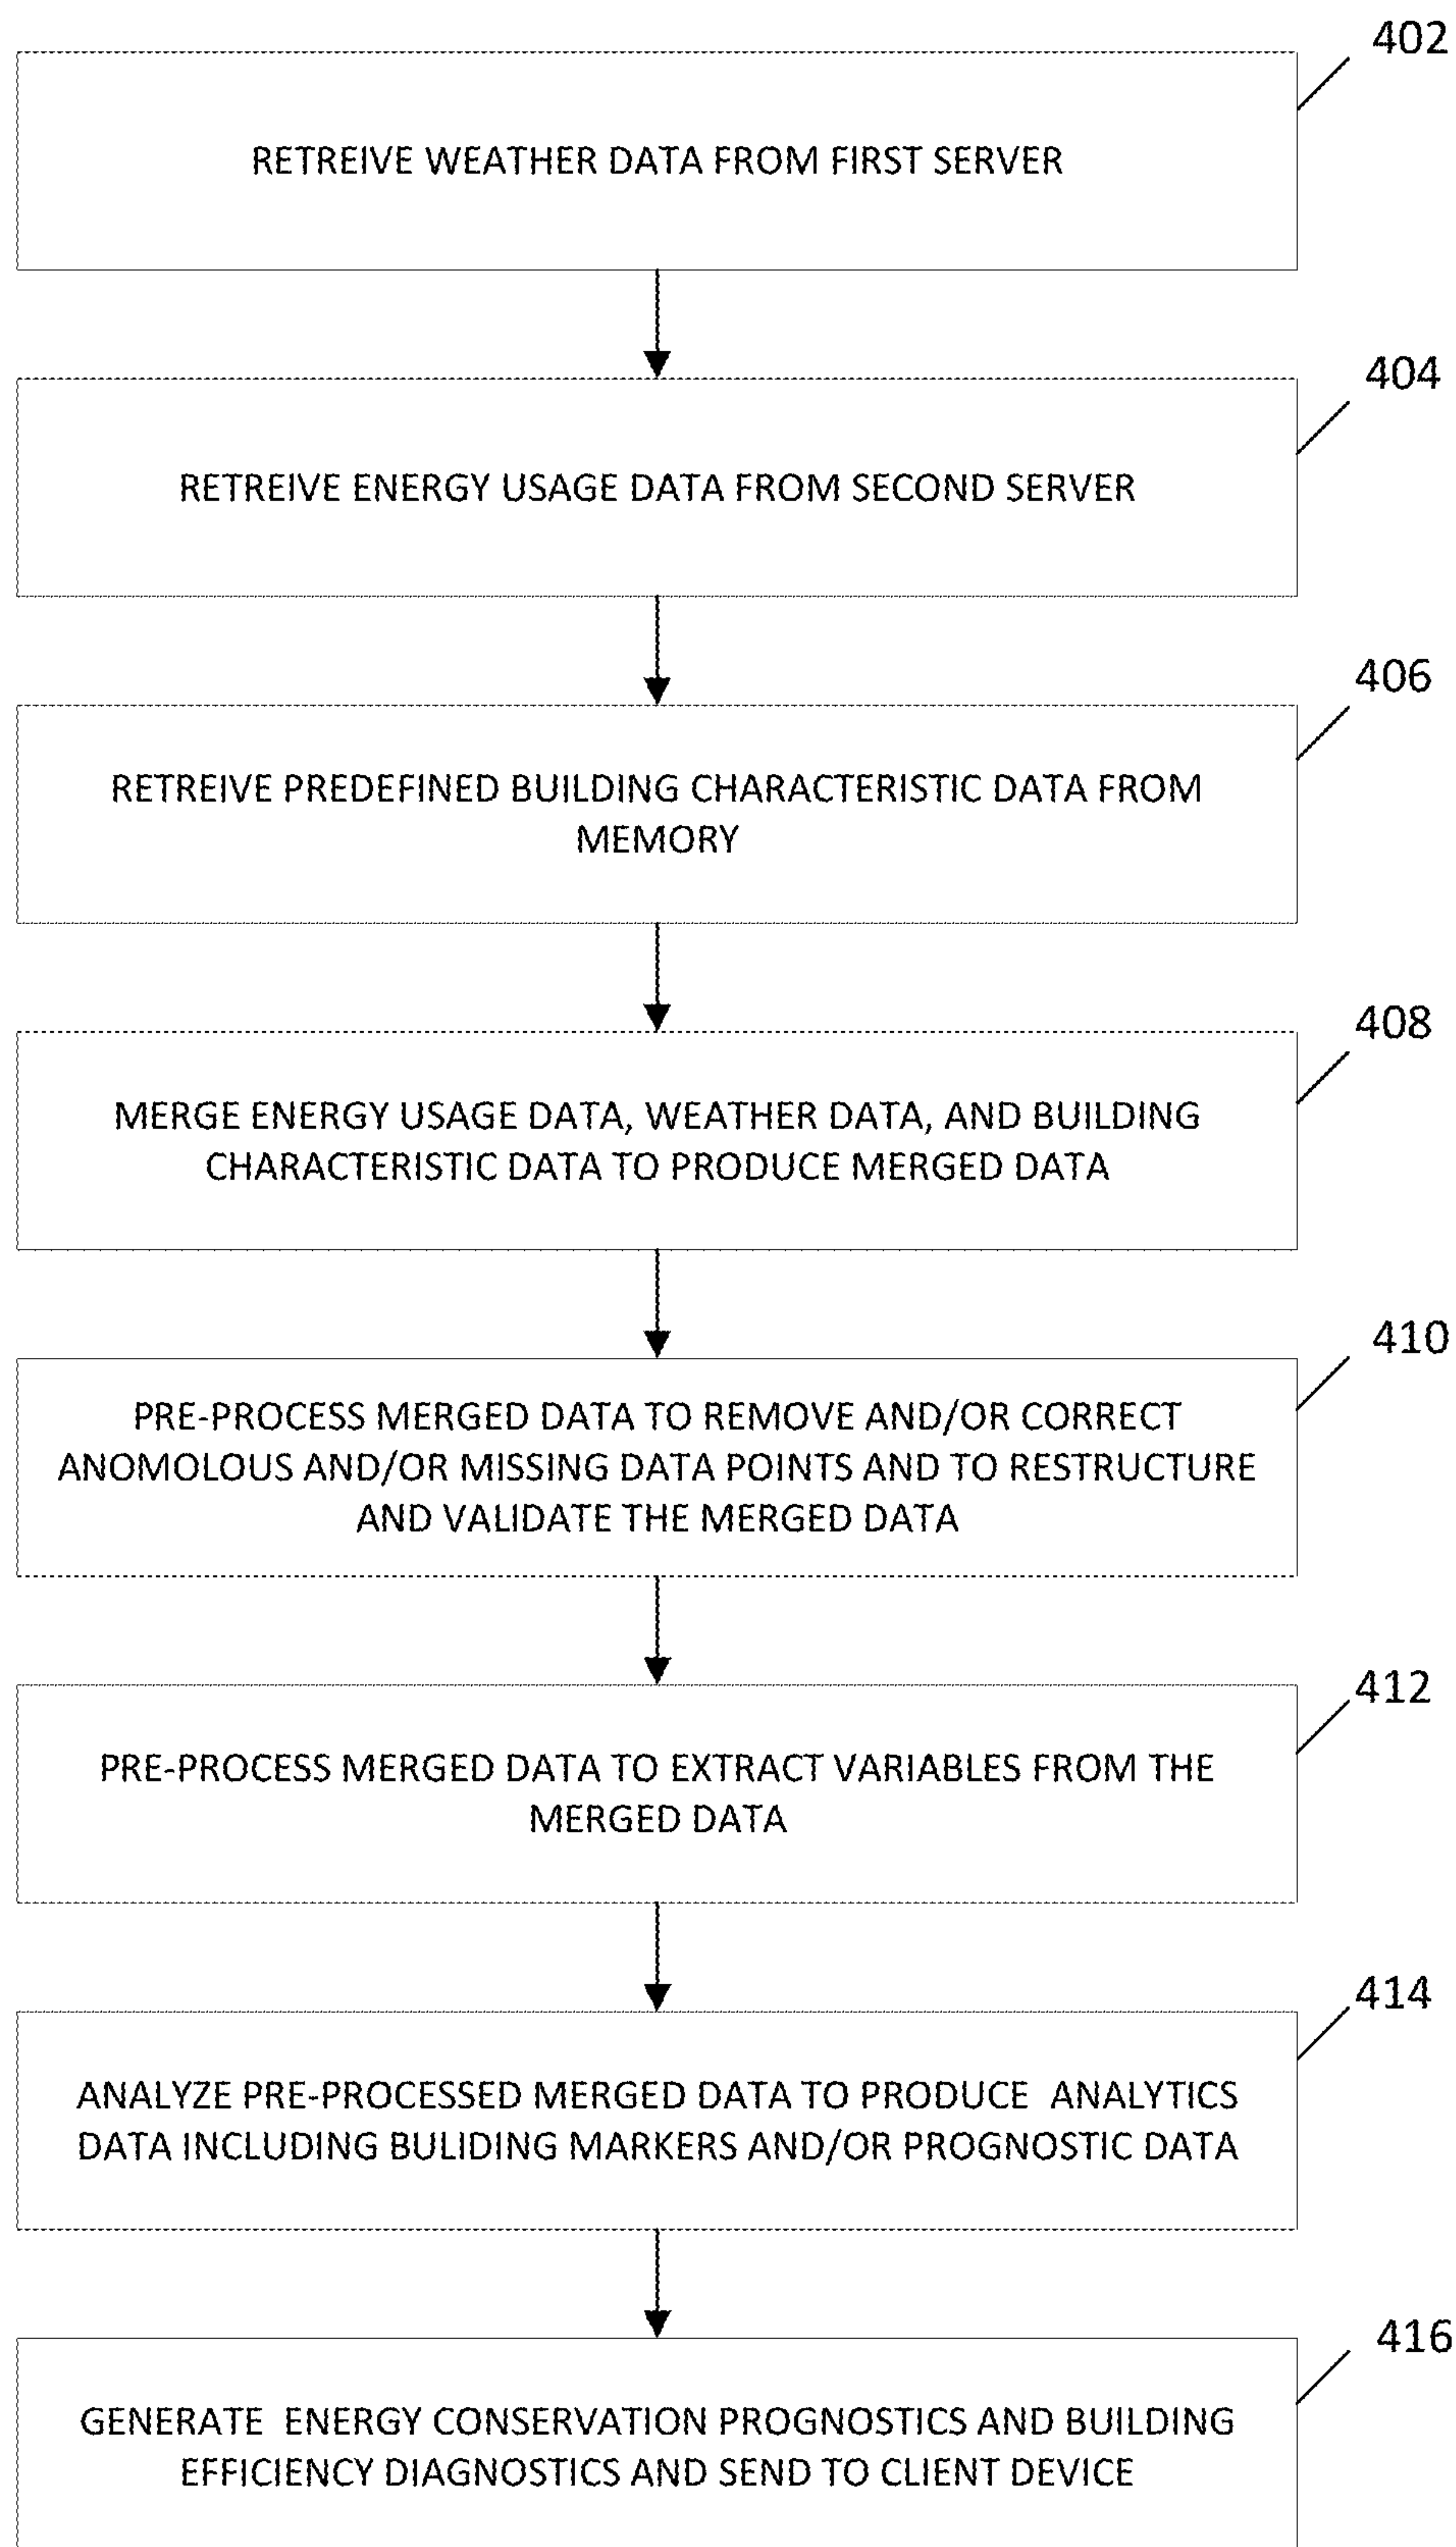 402
RETREIVE WEATHER DATA FROM FIRST SERVER
404
RETREIVE ENERGY USAGE DATA FROM SECOND SERVER
406
RETREIVE PREDEFINED BUILDING CHARACTERISTIC DATA FROM
MEMORY
408
MERGE ENERGY USAGE DATA, WEATHER DATA, AND BUILDING
CHARACTERISTIC DATA TO PRODUCE MERGED DATA
410
PRE-PROCESS MERGED DATA TO REMOVE AND/OR CORRECT
ANOMOLOUS AND/OR MISSING DATA POINTS AND TO RESTRUCTURE
AND VALIDATE THE MERGED DATA
412
PRE-PROCESS MERGED DATA TO EXTRACT VARIABLES FROM THE
MERGED DATA
414
ANALYZE PRE-PROCESSED MERGED DATA TO PRODUCE ANALYTICS
DATA INCLUDING BULIDING MARKERS AND/OR PROGNOSTIC DATA
416
GENERATE ENERGY CONSERVATION PROGNOSTICS AND BUILDING
EFFICIENCY DIAGNOSTICS AND SEND TO CLIENT DEVICE